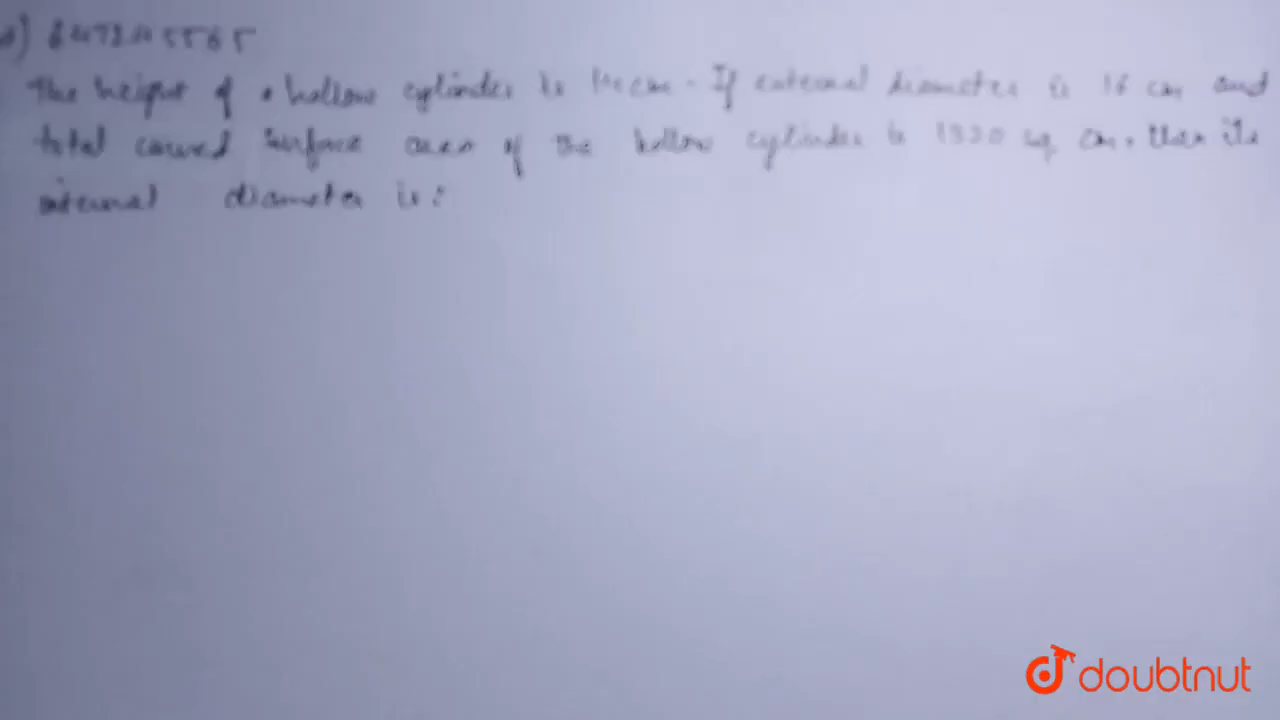 647245565
The height of a hollow cylinder is 14 cm. If external diameter is 16 cm and
total curved surface area of the hollow cylinder is 1320 sq cm, then its
internal diameter is:
doubtnut